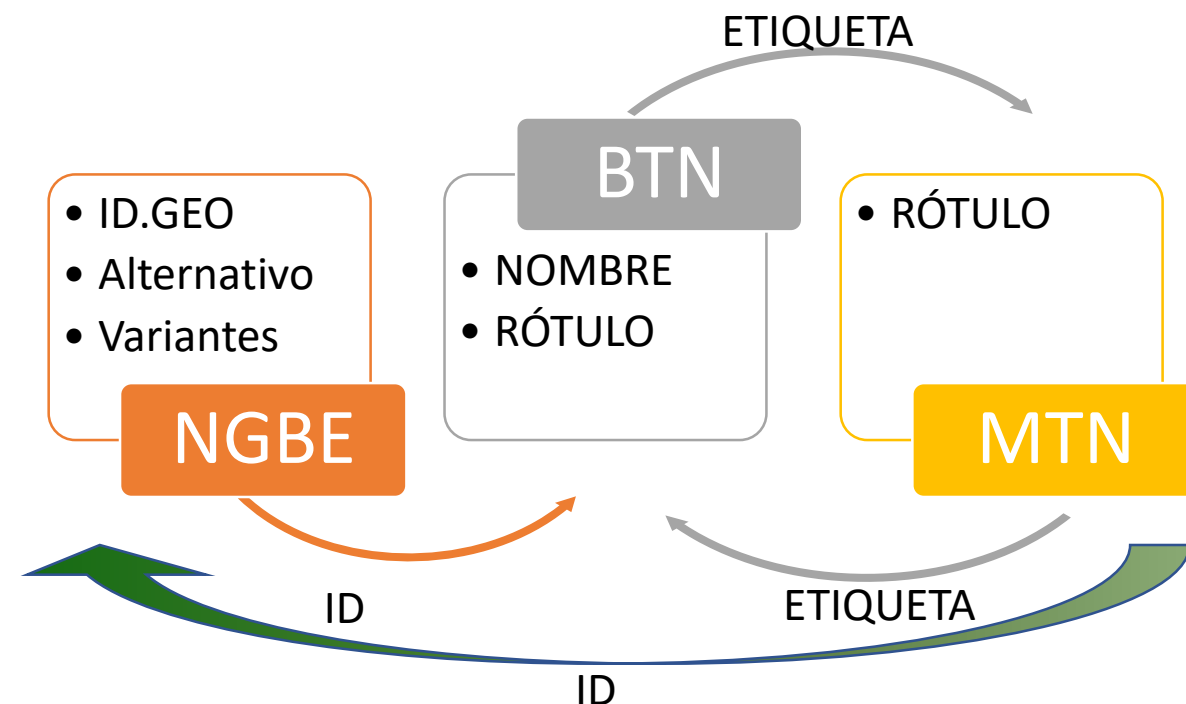 ETIQUETA
BTN
• ID.GEO
• Alternativo
• Variantes
NGBE
• NOMBRE
• RÓTULO
• RÓTULO
MTN
ID
ETIQUETA
ID